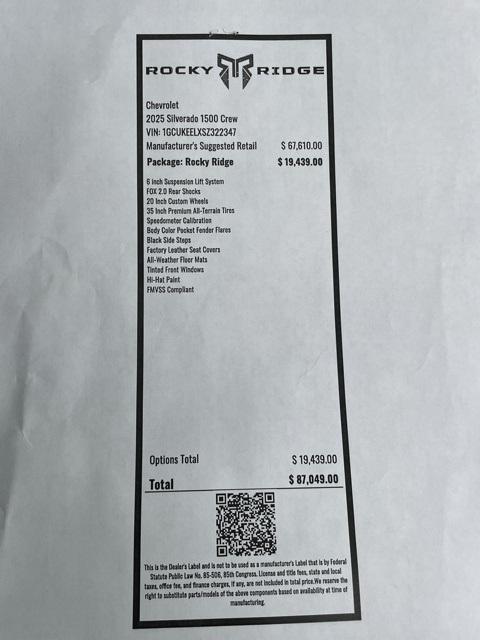 ROCKY RIDGE
Chevrolet
2025 Silverado 1500 Crew
VIN: 1GCUKEELXSZ322347
Manufacturer's Suggested Retail $ 67,610.00
Package: Rocky Ridge $ 19,439.00
6 Inch Suspension Lift System
FOX 2.0 Rear Shocks
20 Inch Custom Wheels
35 Inch Premium All-Terrain Tires
Speedometer Calibration
Body Color Pocket Fender Flares
Black Side Steps
Factory Leather Seat Covers
All-Weather Floor Mats
Tinted Front Windows
Hi-Hat Paint
FMVSS Compliant
Options Total $ 19,439.00
Total $ 87,049.00
This is the Dealer's Label and is not to be used as a manufacturer's Label that is by Federal
Statute Public Law No. 85-506, 85th Congress. License and title fees, state and local
taxes, office fee, and finance charges, if any, are not included in total price.We reserve the
right to substitute parts/models of the above components based on availability at time of
manufacturing.